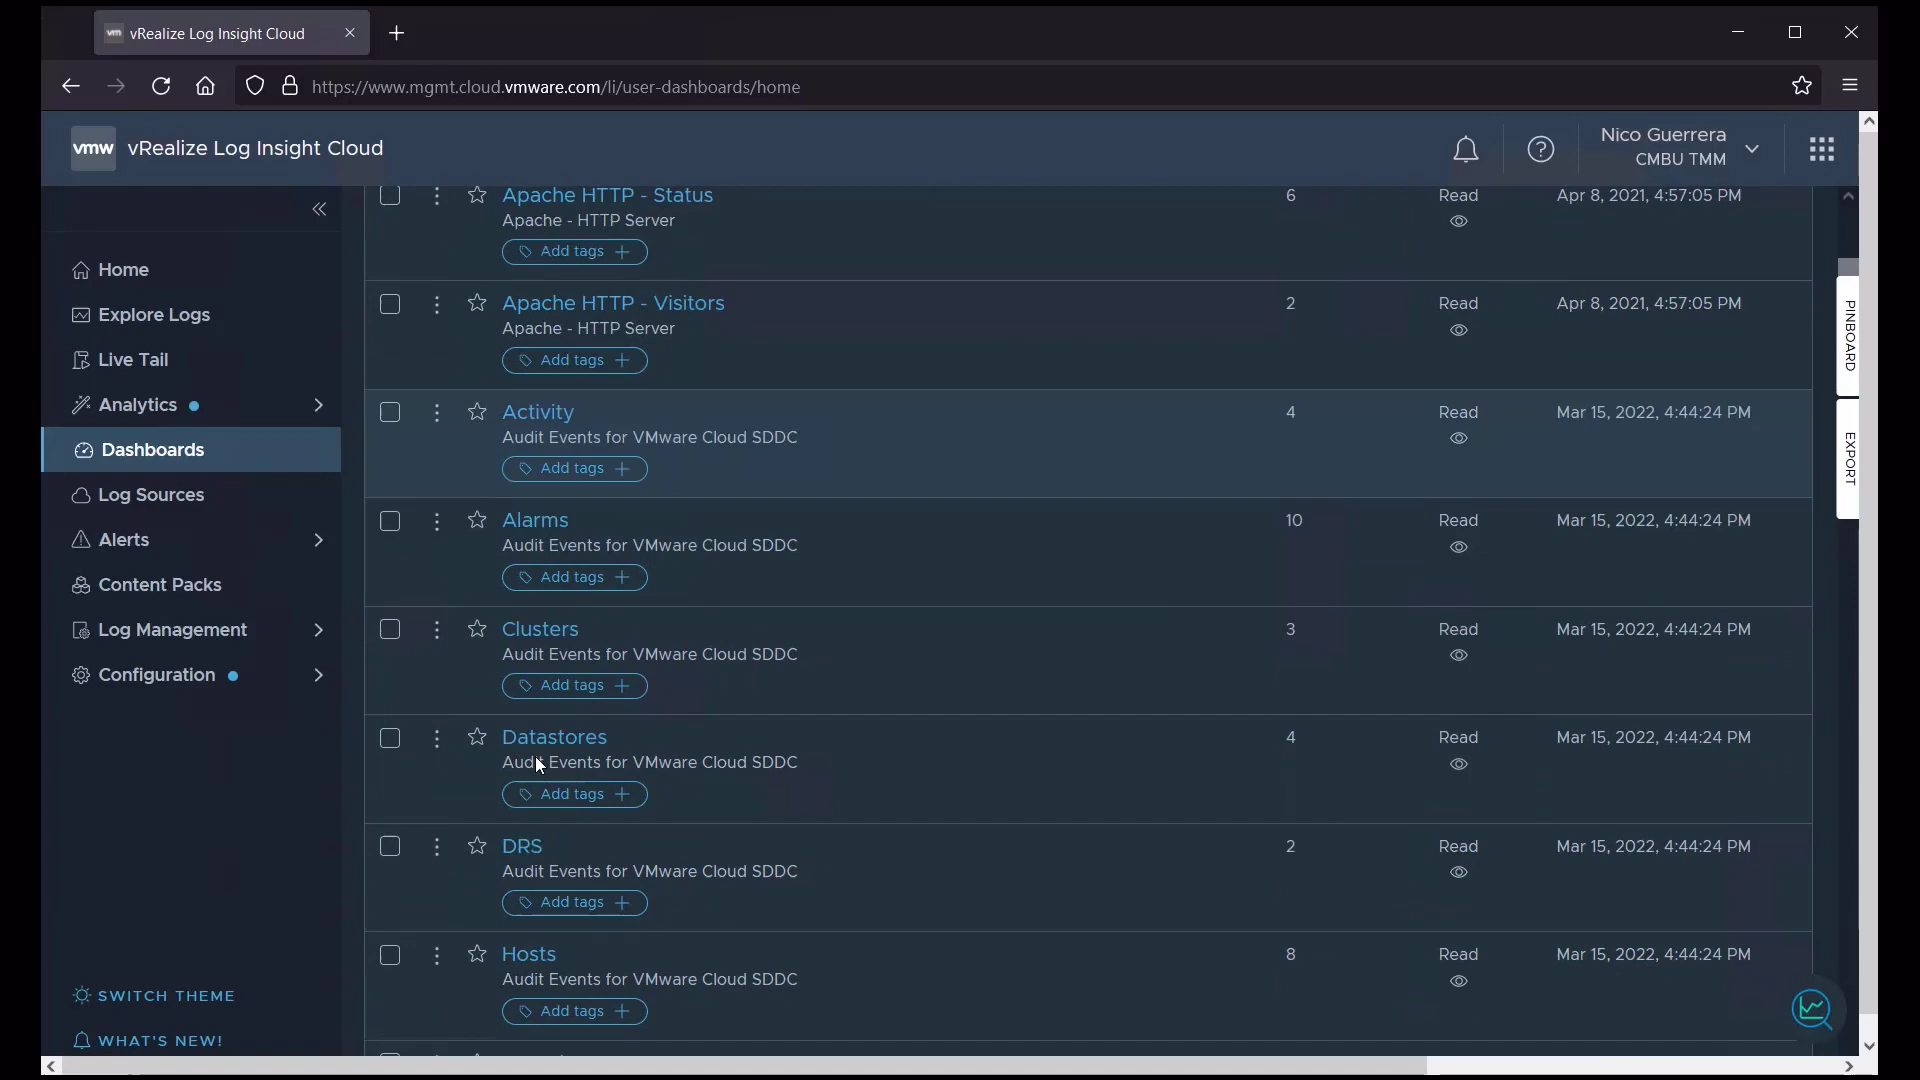 vm vRealize Log Insight Cloud
https://www.mgmt.cloud.vmware.com/li/user-dashboards/home
vmw vRealize Log Insight Cloud
Nico Guerrera
CMBU TMM
Home
Explore Logs
Live Tail
Analytics
Dashboards
Log Sources
Alerts
Content Packs
Log Management
Configuration
SWITCH THEME
WHAT'S NEW!
Apache HTTP - Status 6 Read Apr 8, 2021, 4:57:05 PM
Apache - HTTP Server
Add tags
Apache HTTP - Visitors 2 Read Apr 8, 2021, 4:57:05 PM
Apache - HTTP Server
Add tags
Activity 4 Read Mar 15, 2022, 4:44:24 PM
Audit Events for VMware Cloud SDDC
Add tags
Alarms 10 Read Mar 15, 2022, 4:44:24 PM
Audit Events for VMware Cloud SDDC
Add tags
Clusters 3 Read Mar 15, 2022, 4:44:24 PM
Audit Events for VMware Cloud SDDC
Add tags
Datastores 4 Read Mar 15, 2022, 4:44:24 PM
Audit Events for VMware Cloud SDDC
Add tags
DRS 2 Read Mar 15, 2022, 4:44:24 PM
Audit Events for VMware Cloud SDDC
Add tags
Hosts 8 Read Mar 15, 2022, 4:44:24 PM
Audit Events for VMware Cloud SDDC
Add tags
PINBOARD
EXPORT